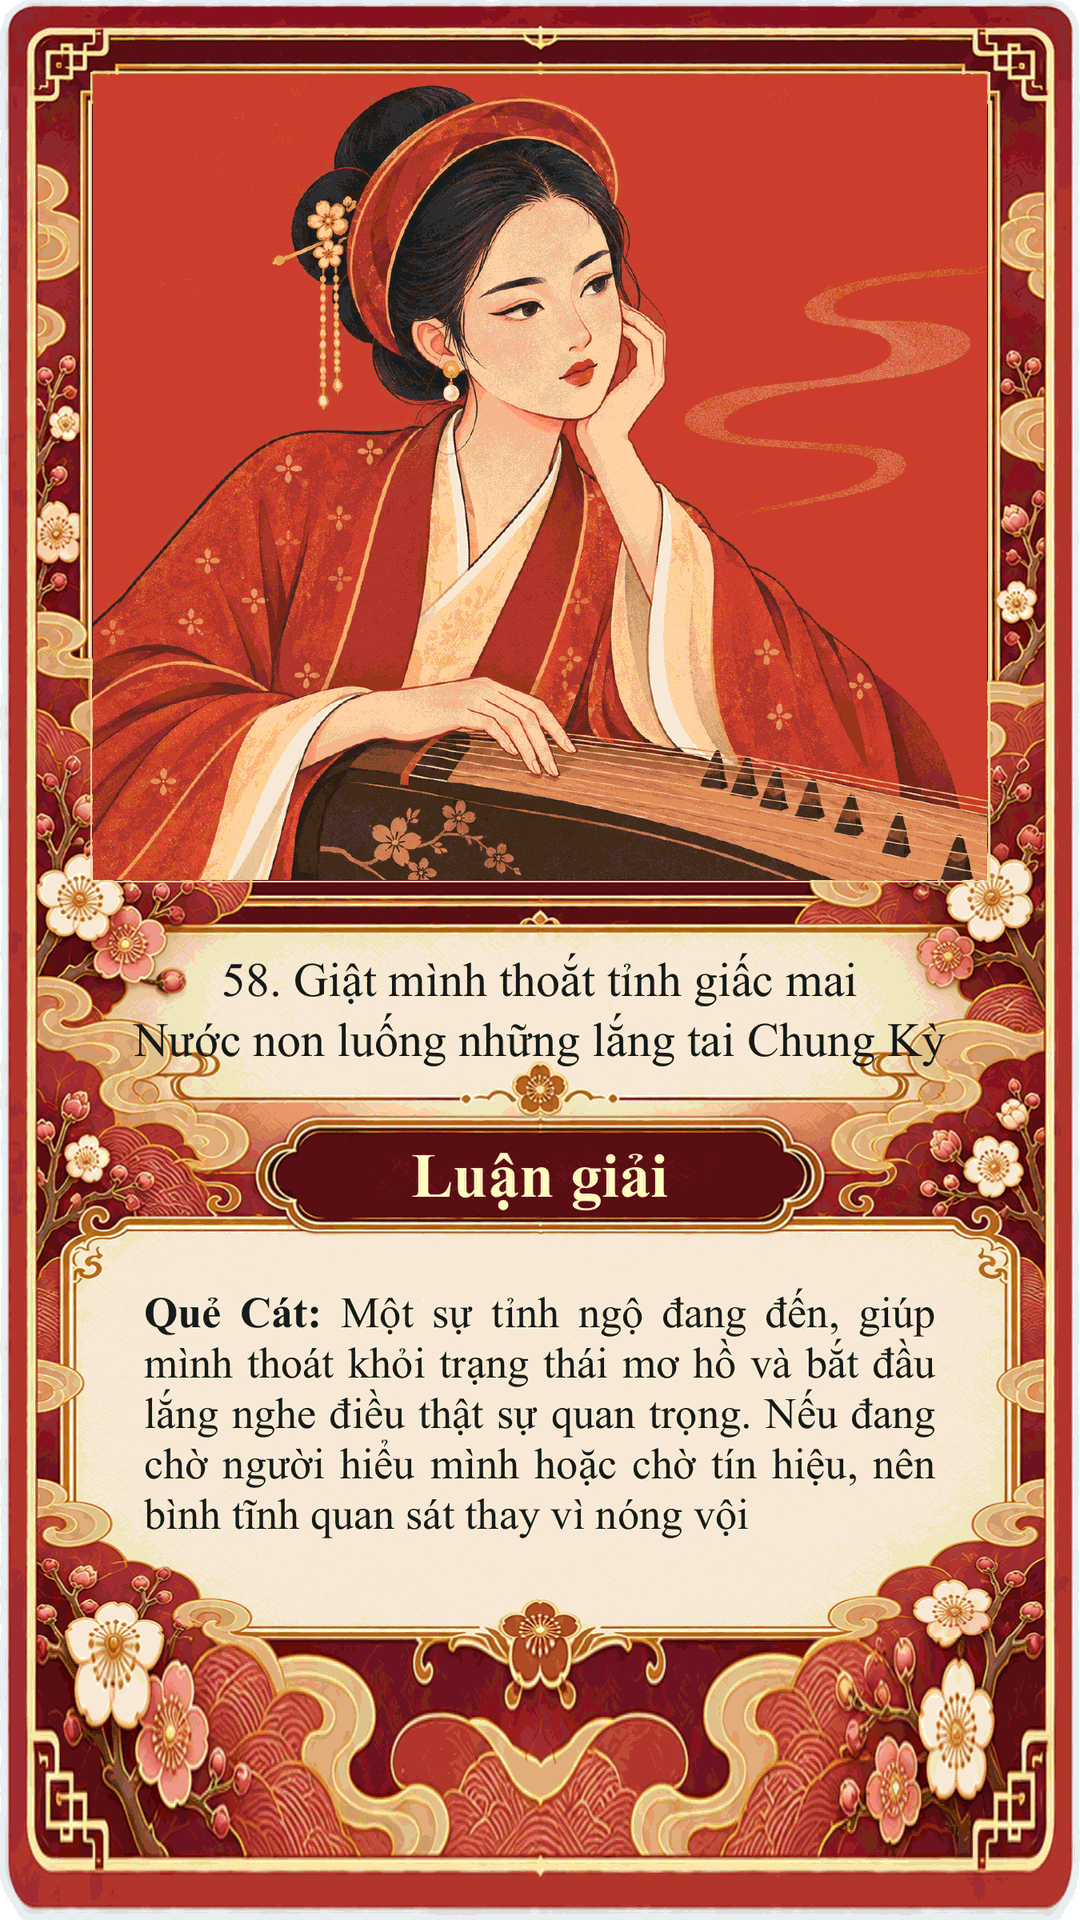 58. Giật mình thoắt tỉnh giấc mai
Nước non luống những lắng tai Chung Kỳ
Luận giải
Quẻ Cát: Một sự tỉnh ngộ đang đến, giúp
mình thoát khỏi trạng thái mơ hồ và bắt đầu
lắng nghe điều thật sự quan trọng. Nếu đang
chờ người hiểu mình hoặc chờ tín hiệu, nên
bình tĩnh quan sát thay vì nóng vội